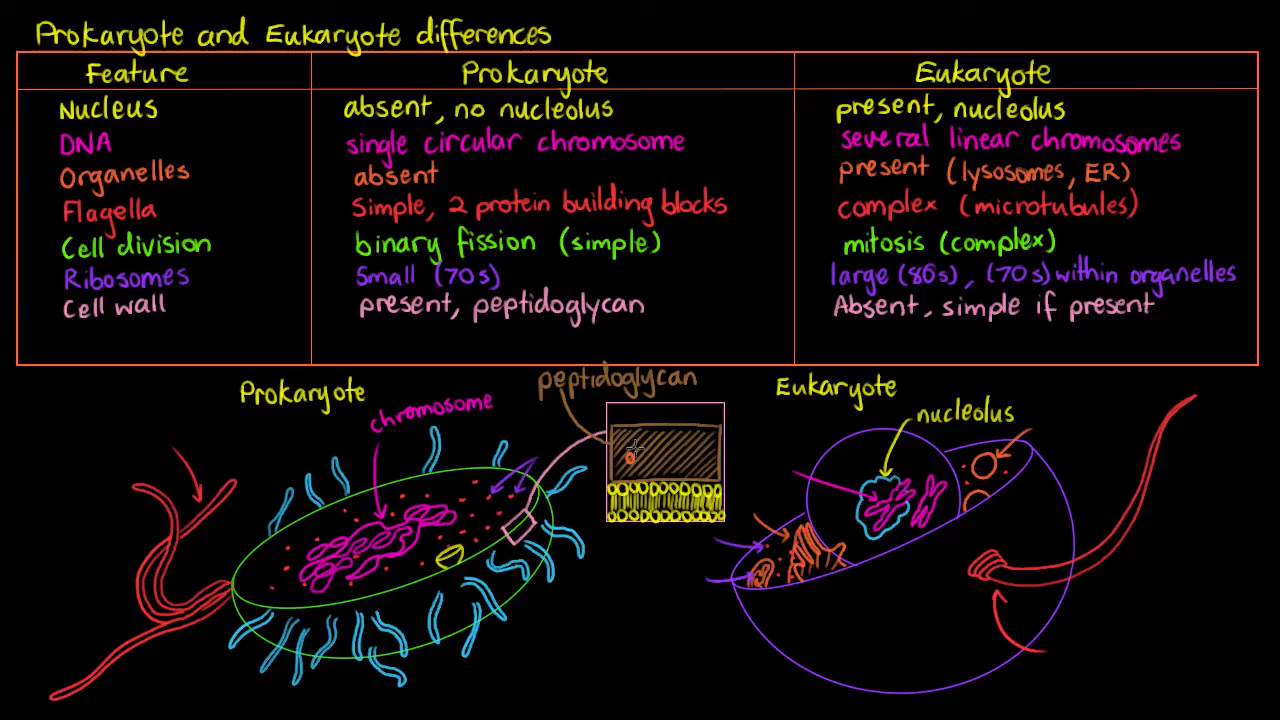 Prokaryote and Eukaryote differences
Feature Prokaryote Eukaryote
Nucleus absent, no nucleolus present, nucleolus
DNA single circular chromosome several linear chromosomes
Organelles absent present (lysosomes, ER)
Flagella Simple, 2 protein building blocks complex (microtubules)
Cell division binary fission (simple) mitosis (complex)
Ribosomes Small (70s) large (80s), (70s) within organelles
Cell wall present, peptidoglycan Absent, simple if present
peptidoglycan
Prokaryote Eukaryote
chromosome nucleolus